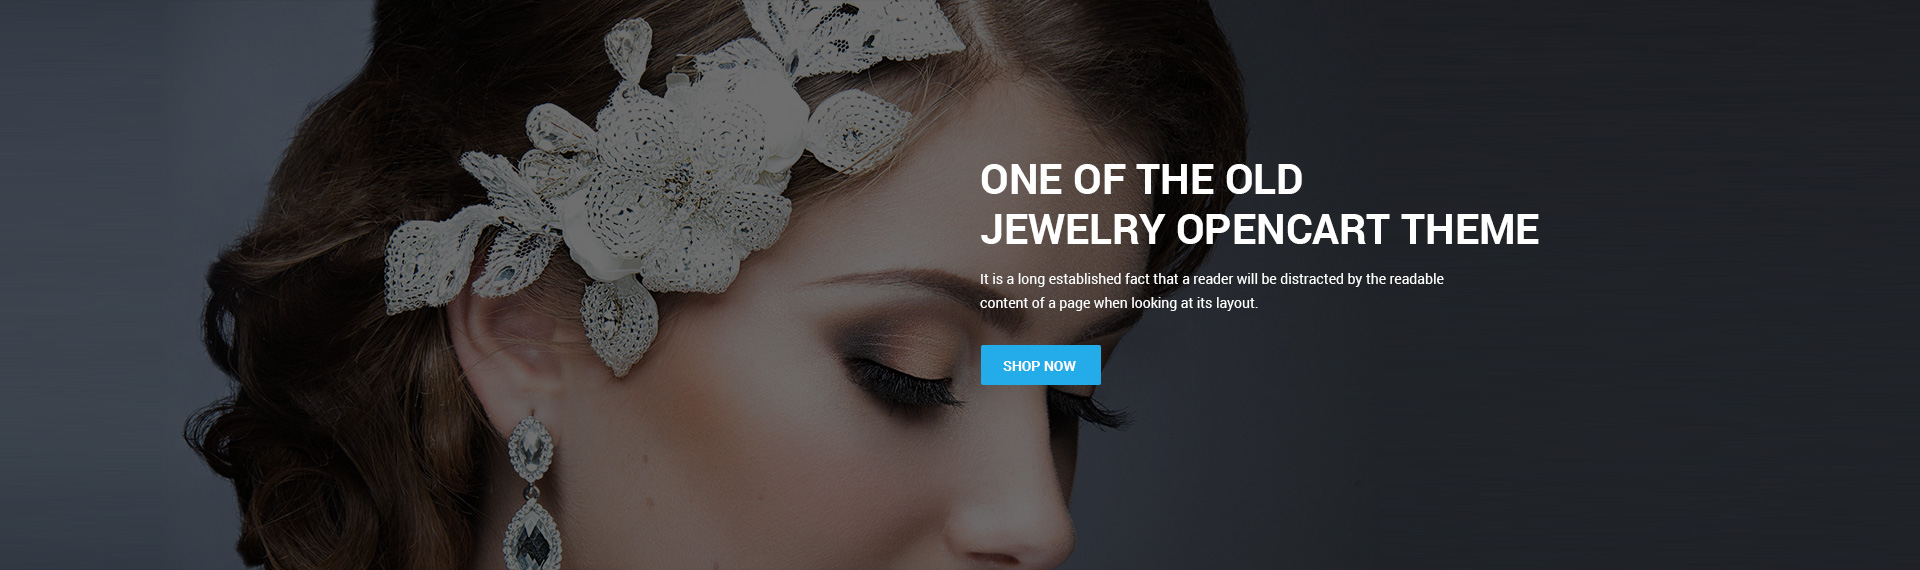 ONE OF THE OLD
JEWELRY OPENCART THEME
It is a long established fact that a reader will be distracted by the readable
content of a page when looking at its layout.
SHOP NOW